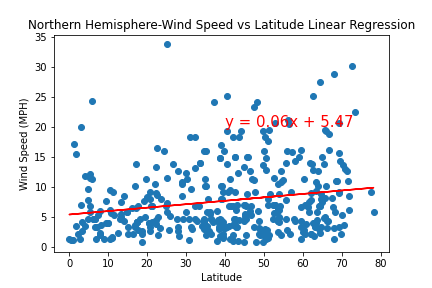 Northern Hemisphere-Wind Speed vs Latitude Linear Regression
35
30
25
20
15
10
5
0
Wind Speed (MPH)
y = 0.06x + 5.47
0 10 20 30 40 50 60 70 80
Latitude